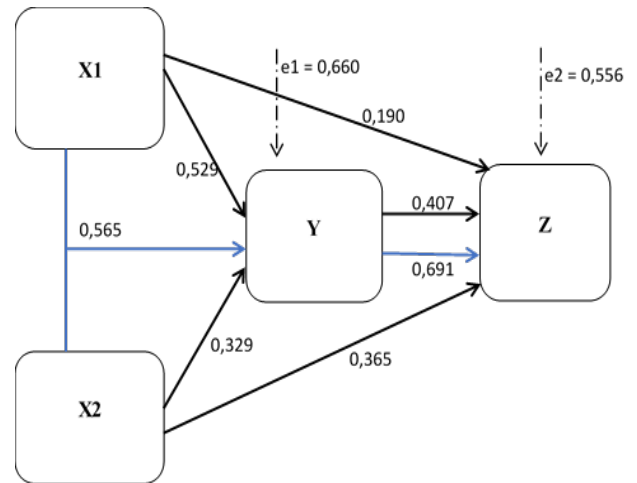 X1
e1 = 0,660
e2 = 0,556
0,190
0,529
0,565
Y
0,407
Z
0,691
0,329
0,365
X2